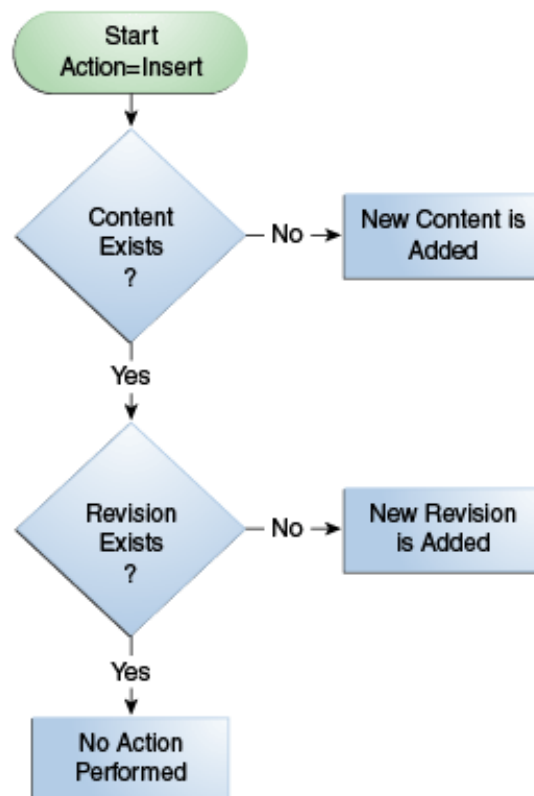 Start
Action=Insert
Content
Exists
?
No
New Content is
Added
Yes
Revision
Exists
?
No
New Revision
is Added
Yes
No Action
Performed